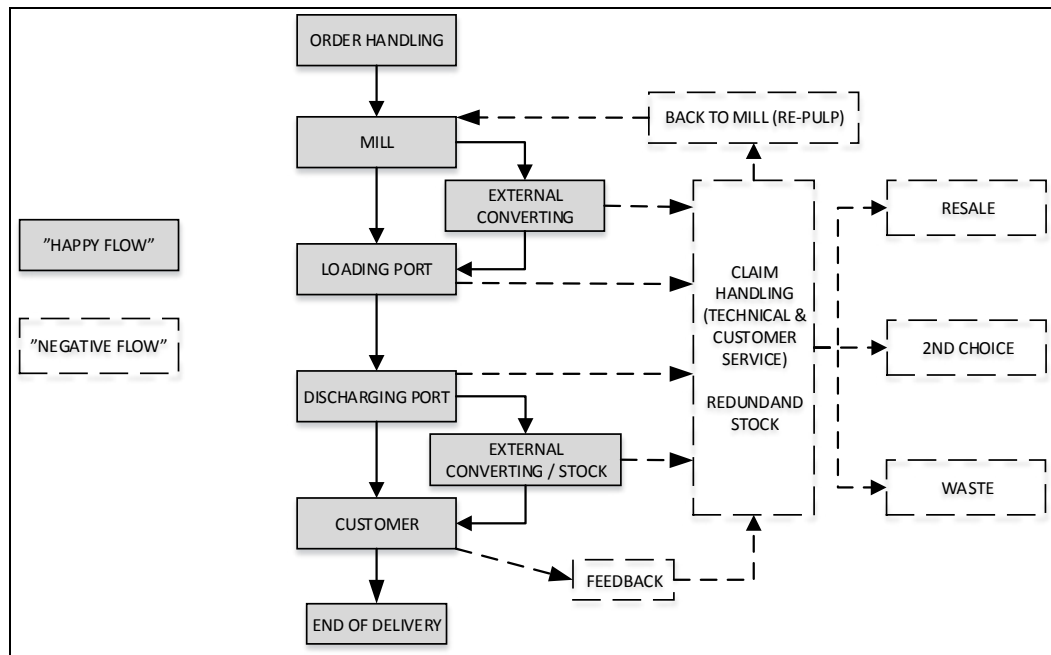 ORDER HANDLING
BACK TO MILL (RE-PULP)
MILL
EXTERNAL
CONVERTING
RESALE
”HAPPY FLOW”
LOADING PORT
CLAIM
HANDLING
(TECHNICAL &
CUSTOMER
SERVICE)
REDUNDAND
STOCK
”NEGATIVE FLOW”
2ND CHOICE
DISCHARGING PORT
EXTERNAL
CONVERTING / STOCK
WASTE
CUSTOMER
FEEDBACK
END OF DELIVERY